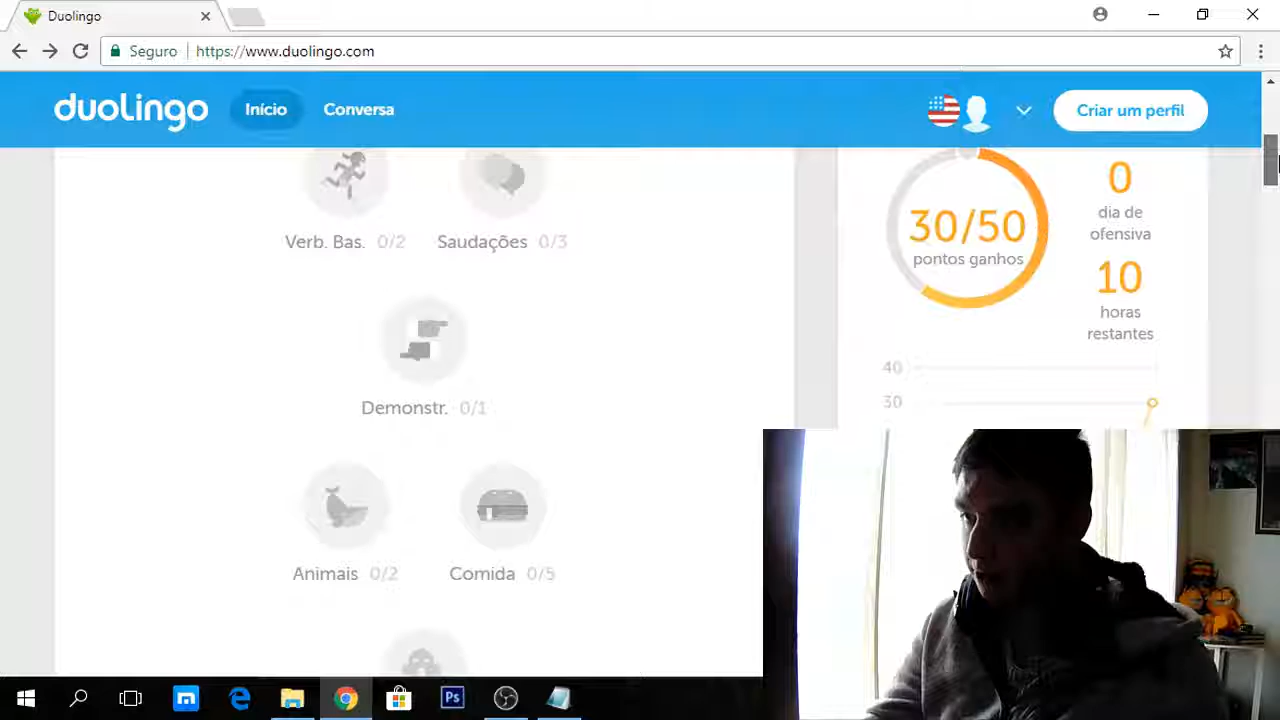 Duolingo
Seguro https://www.duolingo.com
duolingo Início Conversa Criar um perfil
Verb. Bas. 0/2 Saudações 0/3
Demonstr. 0/1
Animais 0/2 Comida 0/5
30/50
pontos ganhos
0
dia de
ofensiva
10
horas
restantes
40
30
Ps